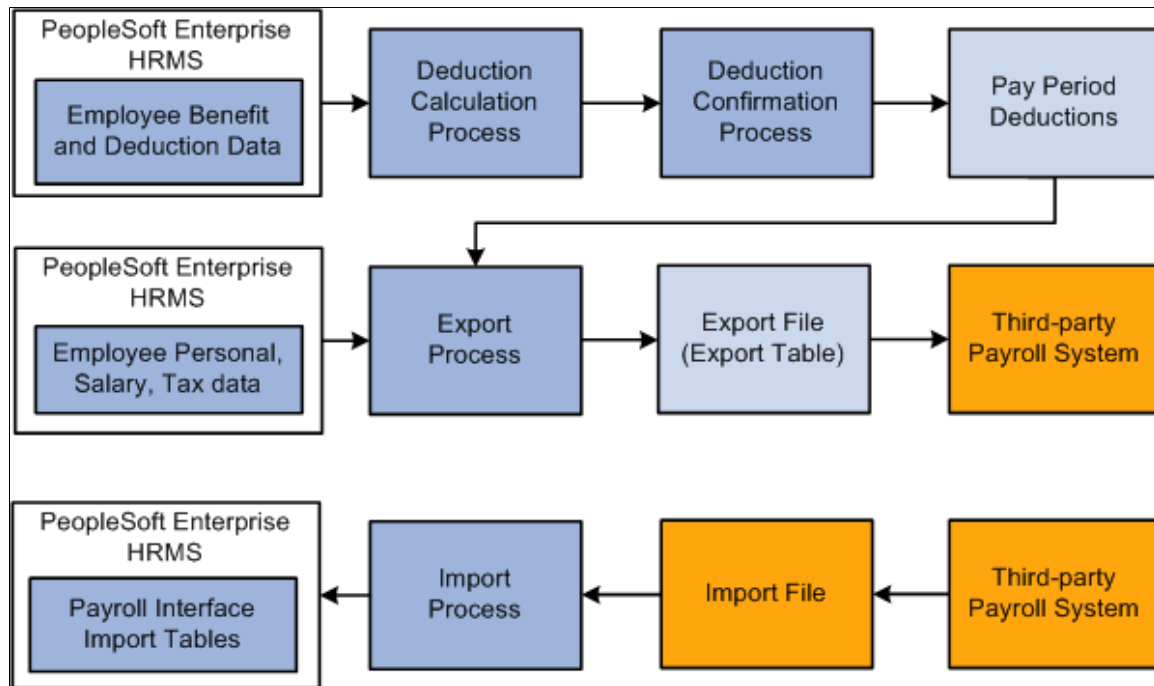 PeopleSoft Enterprise
HRMS
Employee Benefit
and Deduction Data
Deduction
Calculation
Process
Deduction
Confirmation
Process
Pay Period
Deductions
PeopleSoft Enterprise
HRMS
Employee Personal,
Salary, Tax data
Export
Process
Export File
(Export Table)
Third-party
Payroll System
PeopleSoft Enterprise
HRMS
Payroll Interface
Import Tables
Import
Process
Import File
Third-party
Payroll System